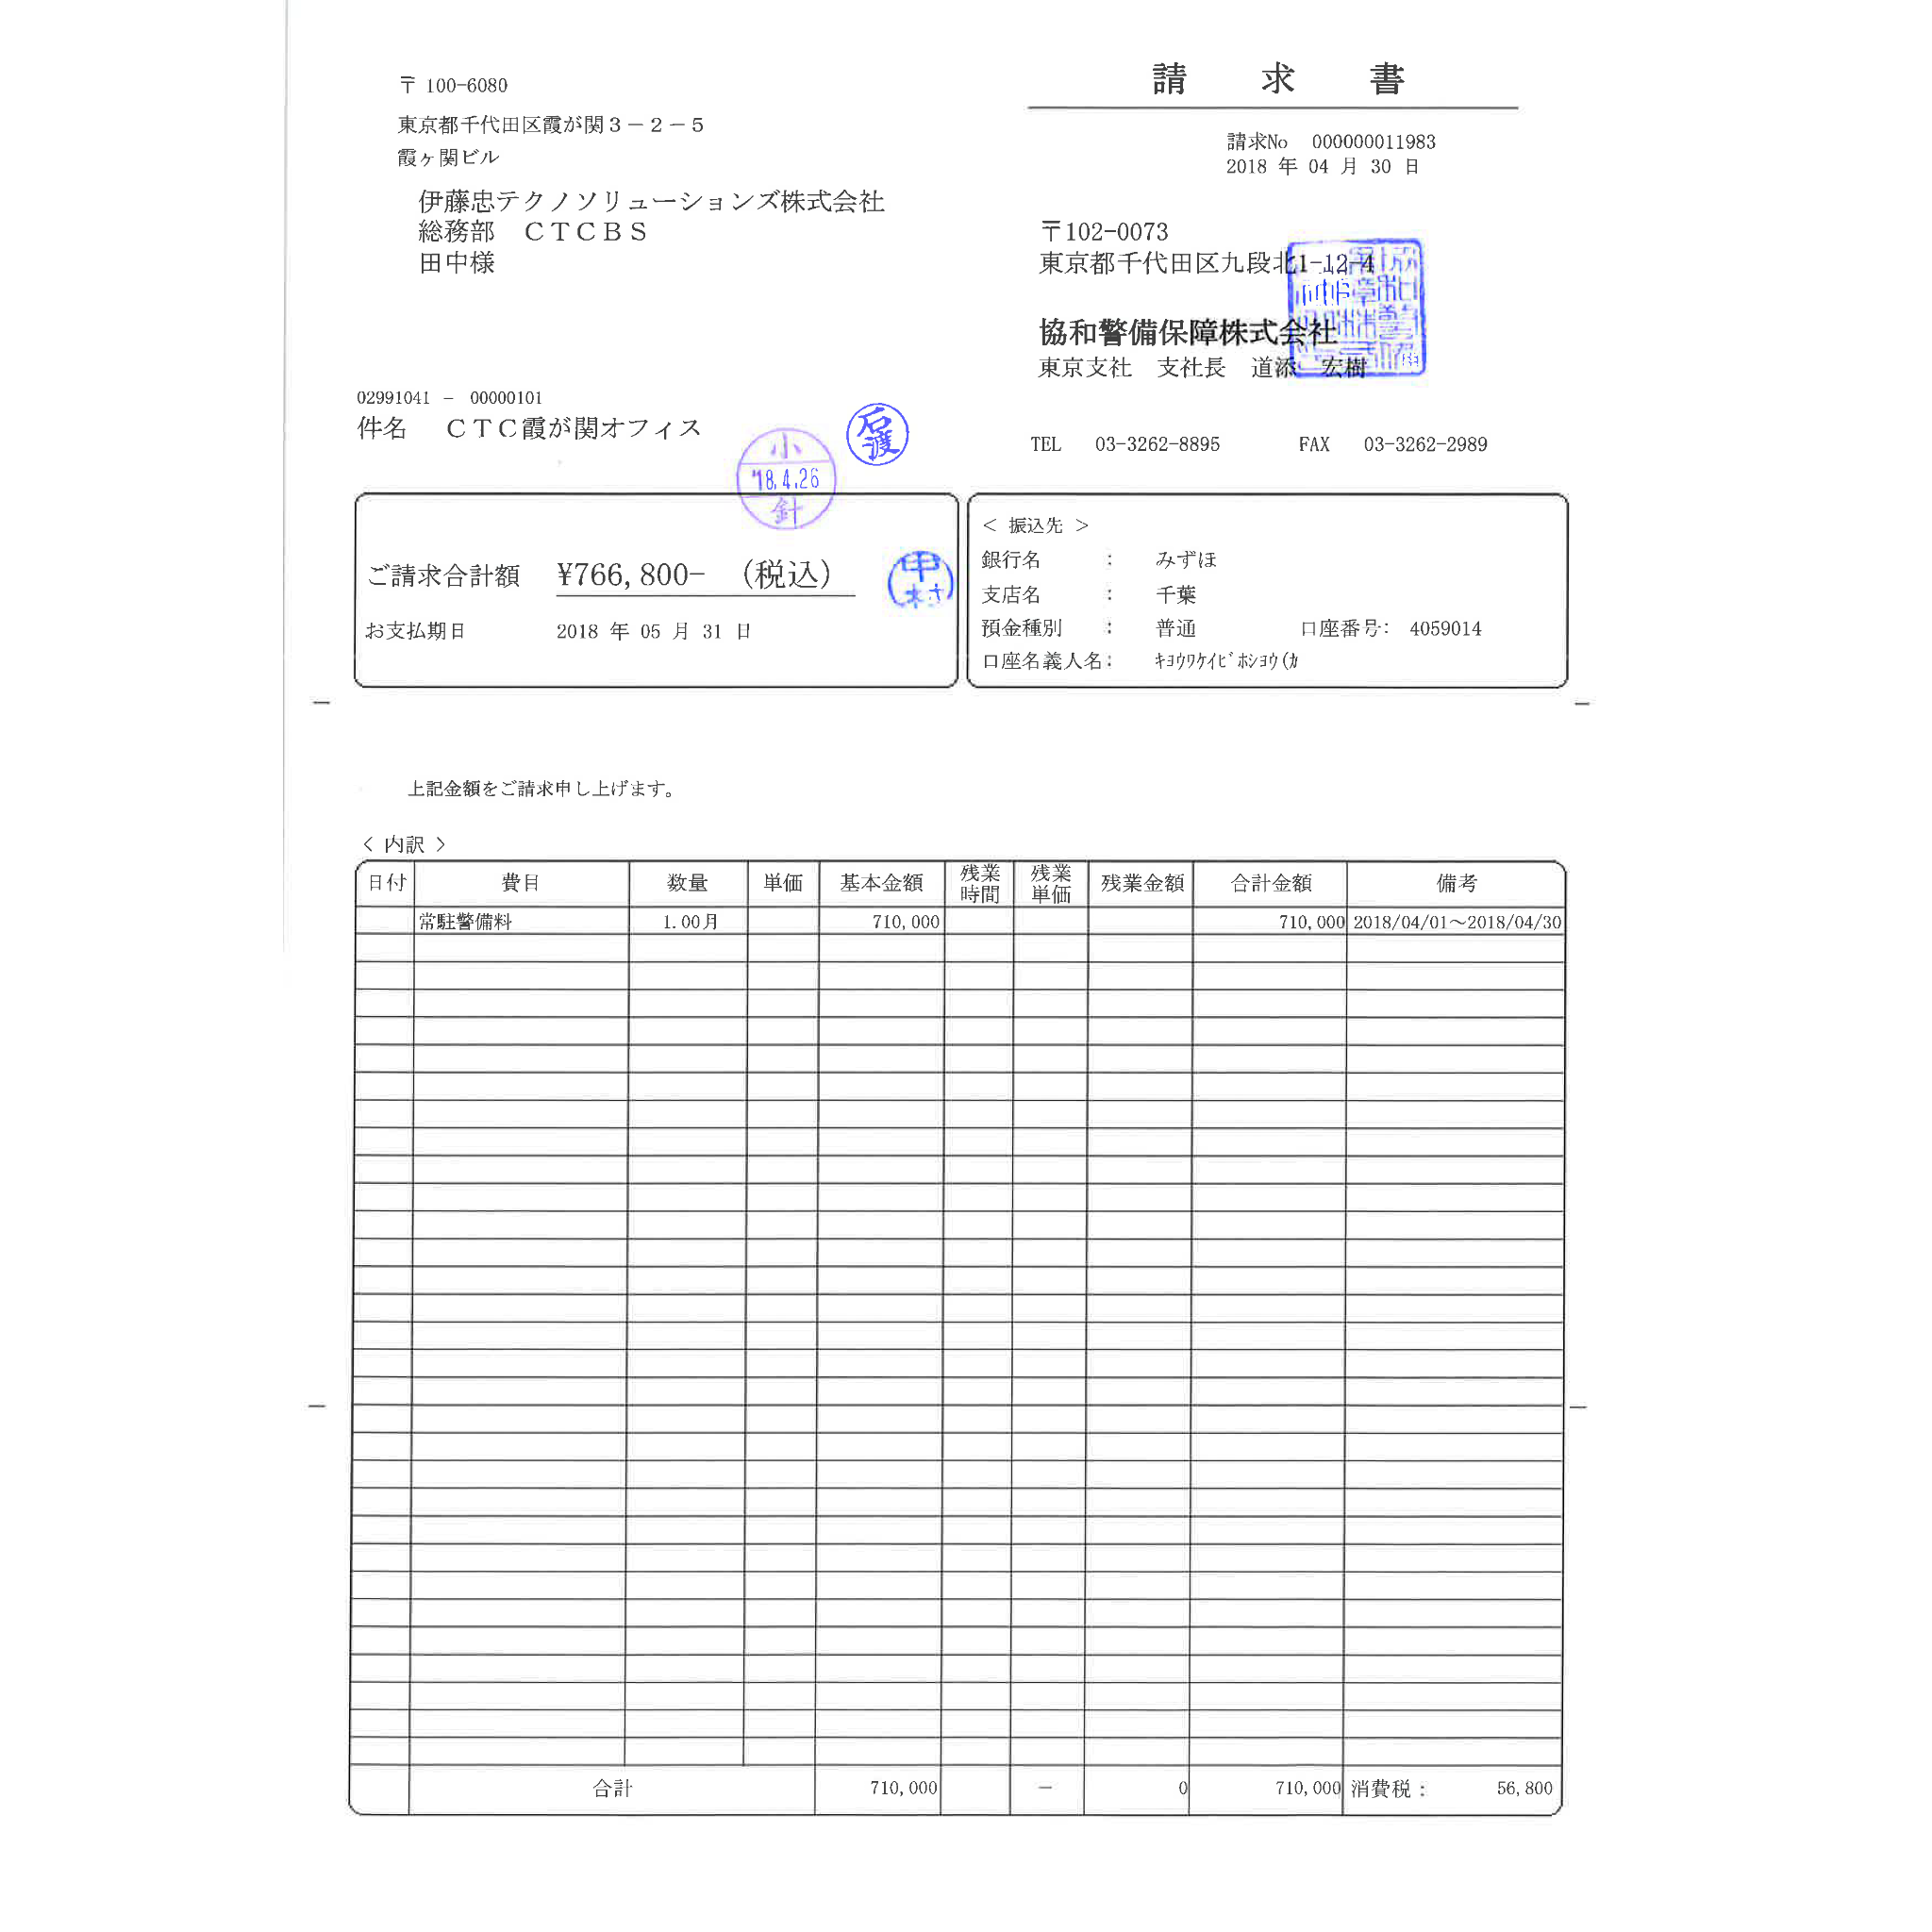 〒 100-6080
東京都千代田区霞が関３－２－５
霞ヶ関ビル
伊藤忠テクノソリューションズ株式会社
総務部　ＣＴＣＢＳ
田中様
請　求　書
請求No　000000011983
2018 年 04 月 30 日
〒102-0073
東京都千代田区九段北1-12-4
協和警備保障株式会社
東京支社　支社長　道添　宏樹
02991041 － 00000101
件名　ＣＴＣ霞が関オフィス
TEL　03-3262-8895　FAX　03-3262-2989
石渡
小
'18.4.26
針
ご請求合計額　¥766,800-　（税込）
中村
お支払期日　2018 年 05 月 31 日
＜ 振込先 ＞
銀行名　：　みずほ
支店名　：　千葉
預金種別　：　普通　口座番号：　4059014
口座名義人名：　ｷﾖｳﾜｹｲﾋﾞﾎｼﾖｳ(ｶ
上記金額をご請求申し上げます。
＜ 内訳 ＞
日付　費目　数量　単価　基本金額　残業時間　残業単価　残業金額　合計金額　備考
常駐警備料　1.00月　710,000　710,000　2018/04/01～2018/04/30
合計　710,000　－　0　710,000　消費税：　56,800